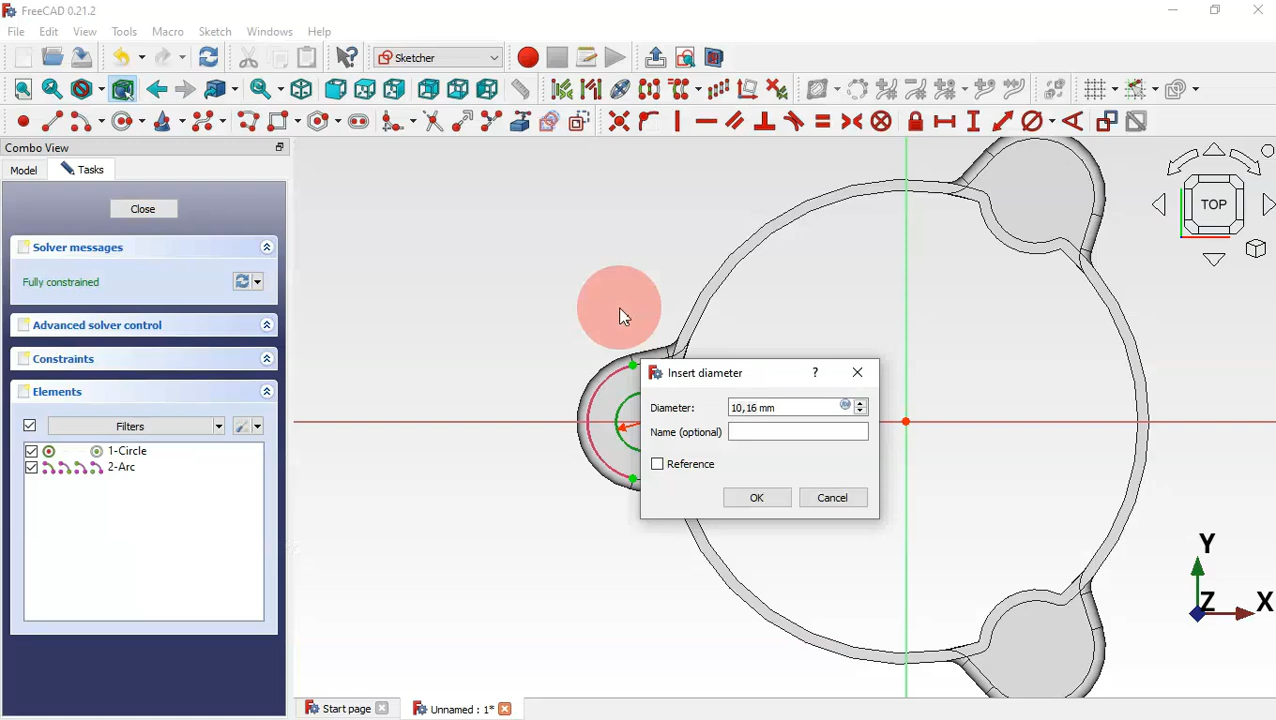 FreeCAD 0.21.2
File Edit View Tools Macro Sketch Windows Help
Sketcher
Combo View
Model Tasks
Close
Solver messages
Fully constrained
Advanced solver control
Constraints
Elements
Filters
1-Circle
2-Arc
TOP
Insert diameter ?
Diameter: 10,16 mm
Name (optional)
Reference
OK Cancel
Y
Z X
Start page Unnamed : 1*